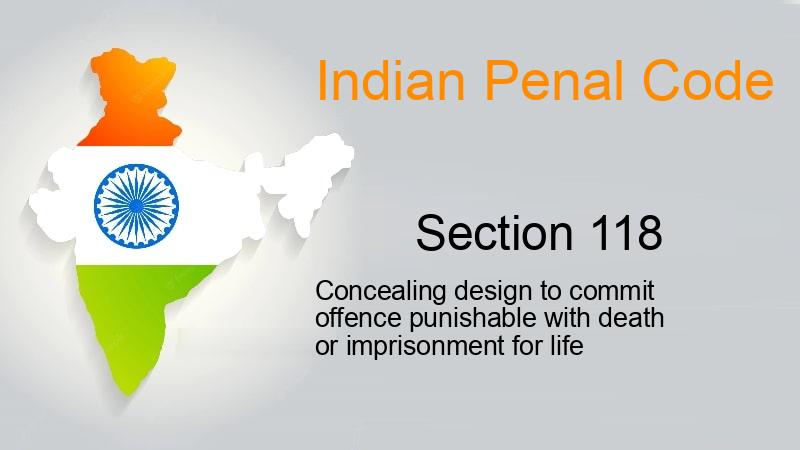 Indian Penal Code
Section 118
Concealing design to commit
offence punishable with death
or imprisonment for life